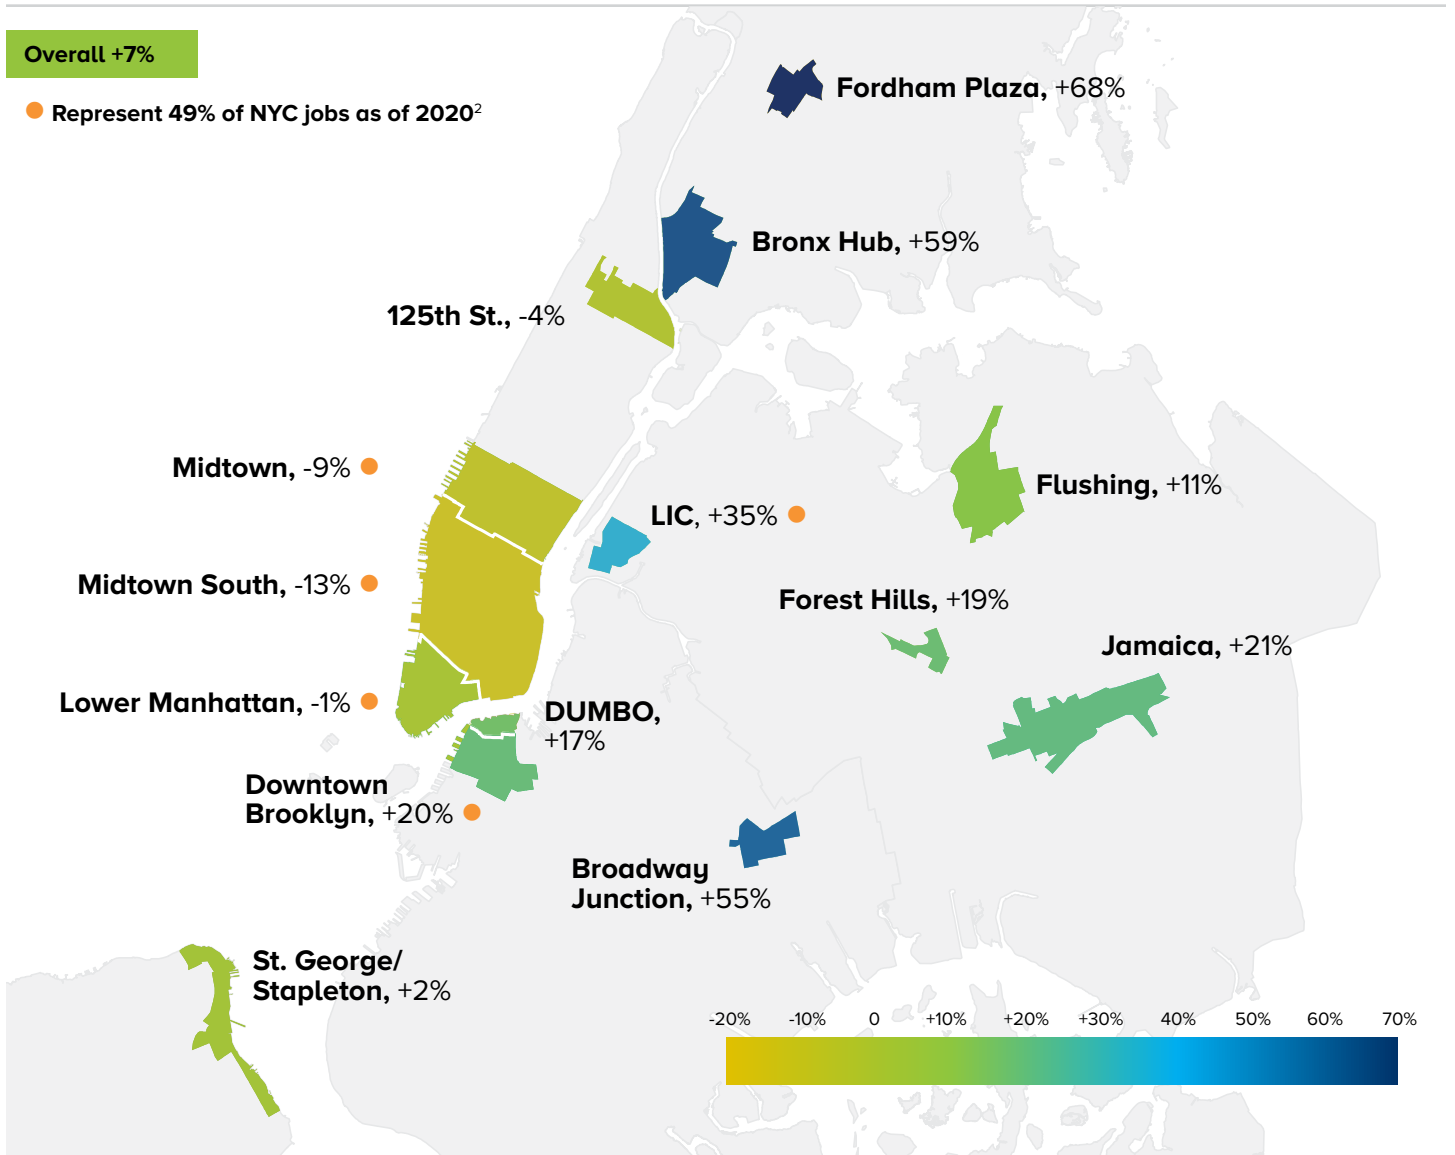 Overall +7%
Represent 49% of NYC jobs as of 2020²
Fordham Plaza, +68%
Bronx Hub, +59%
125th St., -4%
Midtown, -9%
LIC, +35%
Flushing, +11%
Midtown South, -13%
Forest Hills, +19%
Jamaica, +21%
Lower Manhattan, -1%
DUMBO,
+17%
Downtown
Brooklyn, +20%
Broadway
Junction, +55%
St. George/
Stapleton, +2%
-20% -10% 0 +10% +20% +30% 40% 50% 60% 70%